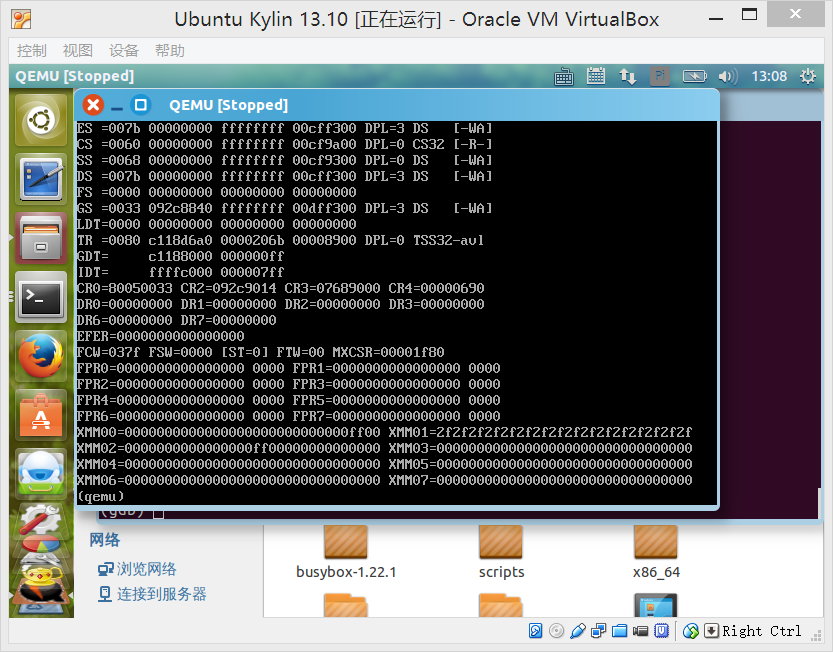 Ubuntu Kylin 13.10 [正在运行] - Oracle VM VirtualBox
控制 视图 设备 帮助
QEMU [Stopped] 13:08
QEMU [Stopped]
ES =007b 00000000 ffffffff 00cff300 DPL=3 DS   [-WA]
CS =0060 00000000 ffffffff 00cf9a00 DPL=0 CS32 [-R-]
SS =0068 00000000 ffffffff 00cf9300 DPL=0 DS   [-WA]
DS =007b 00000000 ffffffff 00cff300 DPL=3 DS   [-WA]
FS =0000 00000000 00000000 00000000
GS =0033 092c8840 ffffffff 00dff300 DPL=3 DS   [-WA]
LDT=0000 00000000 00000000 00000000
TR =0080 c118d6a0 0000206b 00008900 DPL=0 TSS32-avl
GDT=     c1188000 000000ff
IDT=     ffffc000 000007ff
CR0=80050033 CR2=092c9014 CR3=07689000 CR4=00000690
DR0=00000000 DR1=00000000 DR2=00000000 DR3=00000000
DR6=00000000 DR7=00000000
EFER=0000000000000000
FCW=037f FSW=0000 [ST=0] FTW=00 MXCSR=00001f80
FPR0=0000000000000000 0000 FPR1=0000000000000000 0000
FPR2=0000000000000000 0000 FPR3=0000000000000000 0000
FPR4=0000000000000000 0000 FPR5=0000000000000000 0000
FPR6=0000000000000000 0000 FPR7=0000000000000000 0000
XMM00=0000000000000000000000000000ff00 XMM01=2f2f2f2f2f2f2f2f2f2f2f2f2f2f2f2f
XMM02=0000000000000000ff00000000000000 XMM03=00000000000000000000000000000000
XMM04=00000000000000000000000000000000 XMM05=00000000000000000000000000000000
XMM06=00000000000000000000000000000000 XMM07=00000000000000000000000000000000
(qemu)
(gdb)
网络
浏览网络
连接到服务器
busybox-1.22.1 scripts x86_64
Right Ctrl